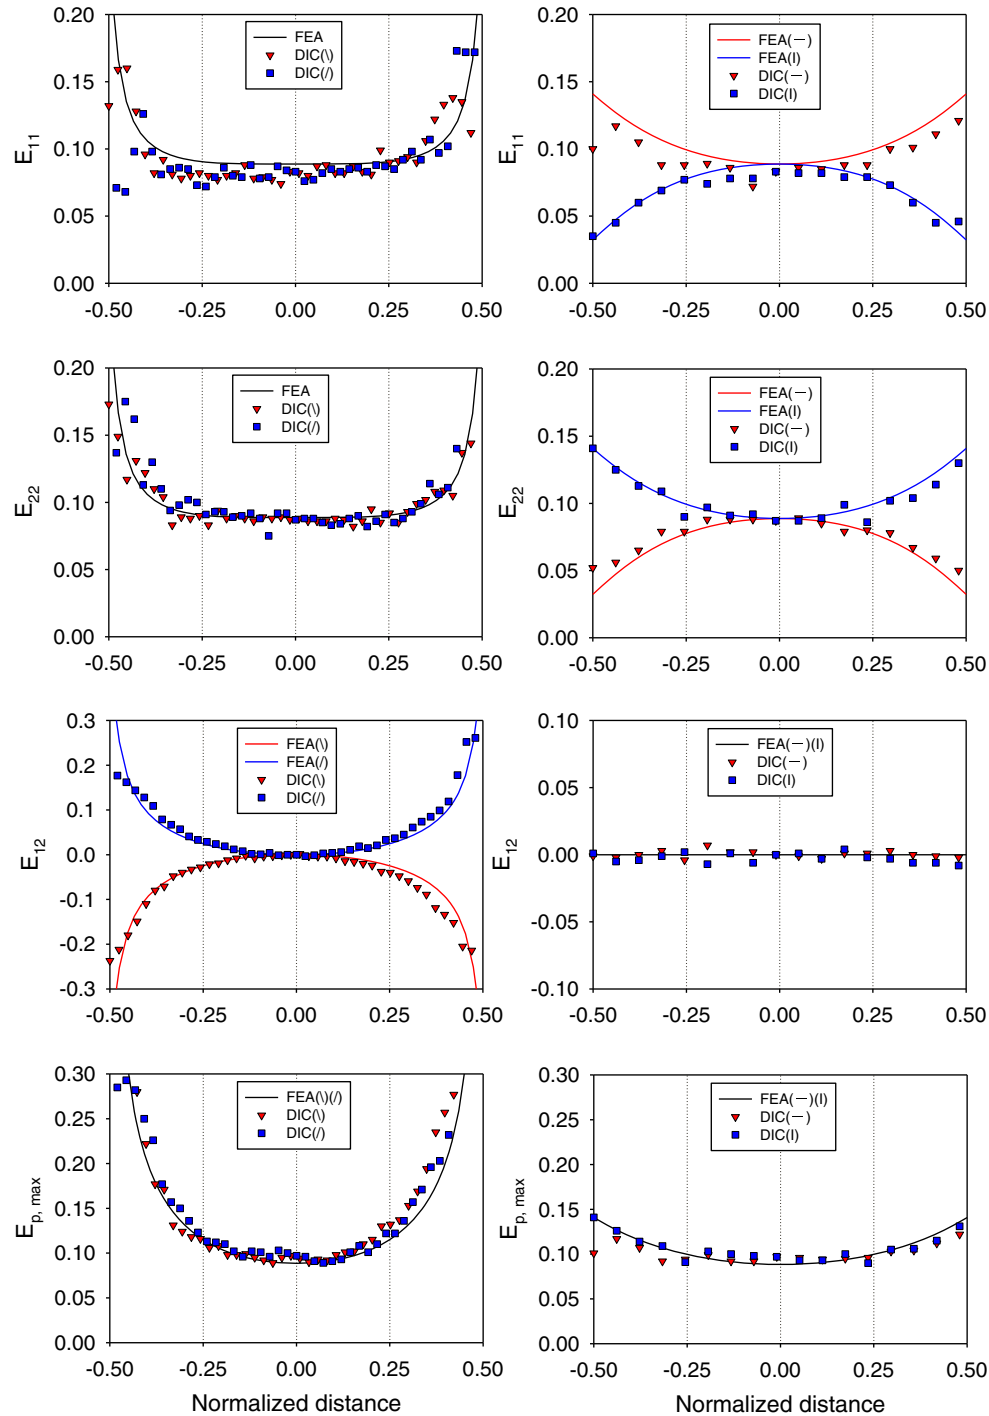 0.20
0.15
0.10
0.05
0.00
E11
-0.50 -0.25 0.00 0.25 0.50
FEA
DIC(\)
DIC(/)
0.20
0.15
0.10
0.05
0.00
E11
-0.50 -0.25 0.00 0.25 0.50
FEA(—)
FEA(I)
DIC(—)
DIC(I)
0.20
0.15
0.10
0.05
0.00
E22
-0.50 -0.25 0.00 0.25 0.50
FEA
DIC(\)
DIC(/)
0.20
0.15
0.10
0.05
0.00
E22
-0.50 -0.25 0.00 0.25 0.50
FEA(—)
FEA(I)
DIC(—)
DIC(I)
0.3
0.2
0.1
0.0
-0.1
-0.2
-0.3
E12
-0.50 -0.25 0.00 0.25 0.50
FEA(\)
FEA(/)
DIC(\)
DIC(/)
0.10
0.05
0.00
-0.05
-0.10
E12
-0.50 -0.25 0.00 0.25 0.50
FEA(—)(I)
DIC(—)
DIC(I)
0.30
0.25
0.20
0.15
0.10
0.05
0.00
Ep, max
-0.50 -0.25 0.00 0.25 0.50
Normalized distance
FEA(\)(/)
DIC(\)
DIC(/)
0.30
0.25
0.20
0.15
0.10
0.05
0.00
Ep, max
-0.50 -0.25 0.00 0.25 0.50
Normalized distance
FEA(—)(I)
DIC(—)
DIC(I)